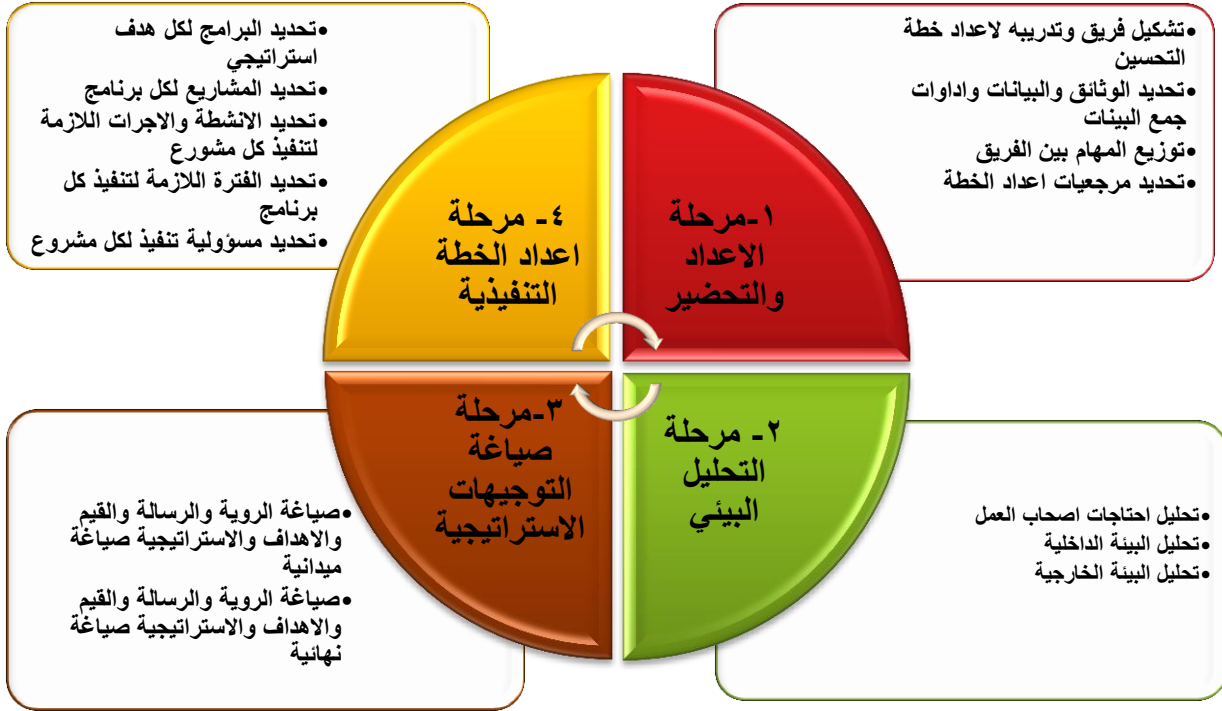 •تشكيل فريق وتدريبه لاعداد خطة
التحسين
•تحديد الوثائق والبيانات واداوات
جمع البينات
•توزيع المهام بين الفريق
•تحديد مرجعيات اعداد الخطة
١-مرحلة
الاعداد
والتحضير
٢- مرحلة
التحليل
البيئي
•تحليل احتاجات اصحاب العمل
•تحليل البيئة الداخلية
•تحليل البيئة الخارجية
٣-مرحلة
صياغة
التوجيهات
الاستراتيجية
•صياغة الروية والرسالة والقيم
والاهداف والاستراتيجية صياغة
ميدانية
•صياغة الروية والرسالة والقيم
والاهداف والاستراتيجية صياغة
نهائية
٤- مرحلة
اعداد الخطة
التنفيذية
•تحديد البرامج لكل هدف
استراتيجي
•تحديد المشاريع لكل برنامج
•تحديد الانشطة والاجرات اللازمة
لتنفيذ كل مشورع
•تحديد الفترة اللازمة لتنفيذ كل
برنامج
•تحديد مسؤولية تنفيذ لكل مشروع